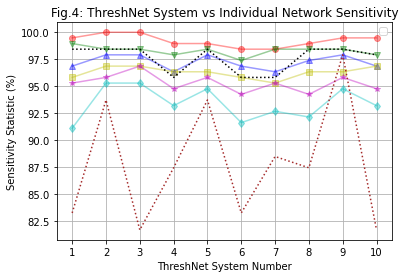 Fig.4: ThreshNet System vs Individual Network Sensitivity
Sensitivity Statistic (%)
100.0
97.5
95.0
92.5
90.0
87.5
85.0
82.5
1 2 3 4 5 6 7 8 9 10
ThreshNet System Number